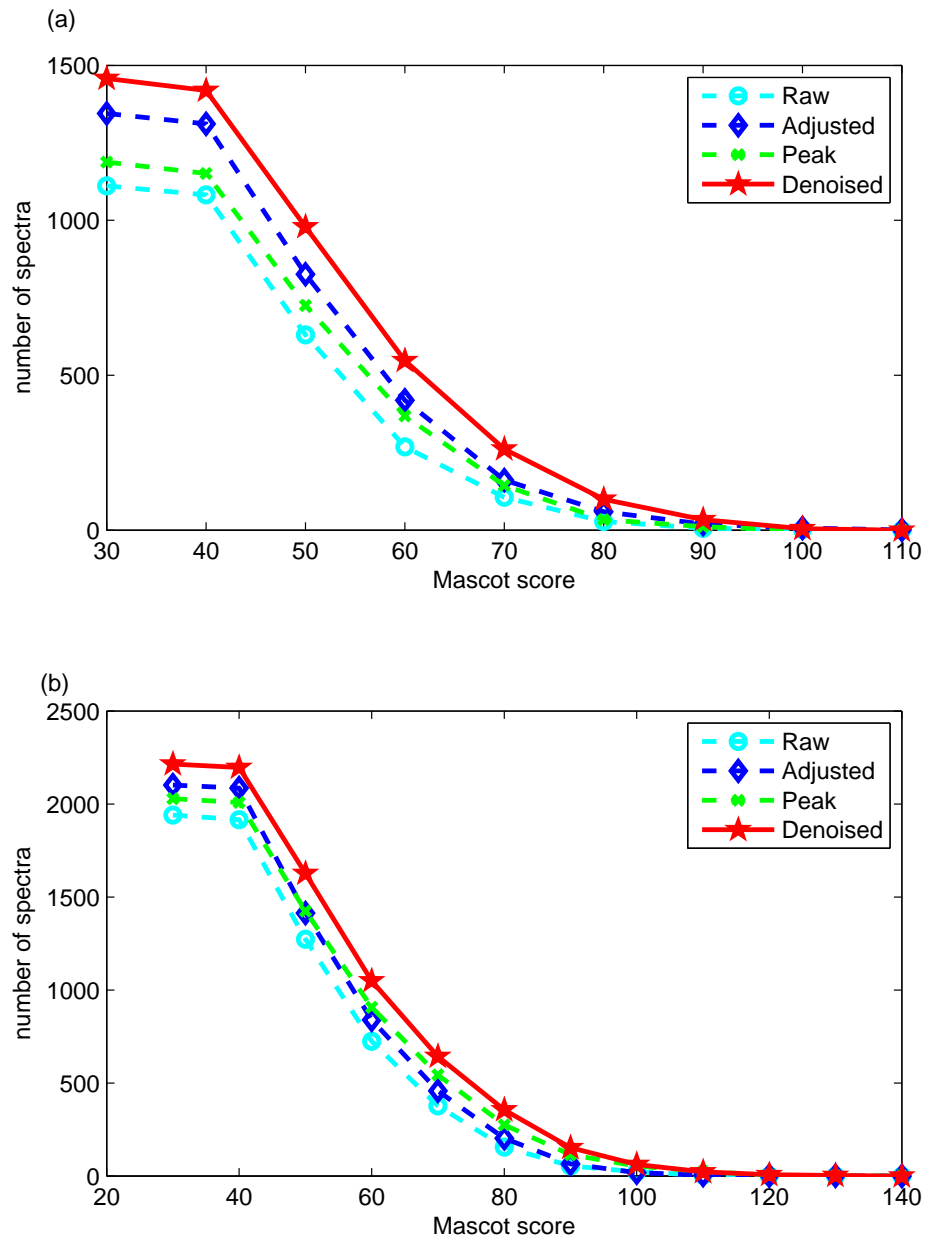 (a)
1500
1000
500
0
30 40 50 60 70 80 90 100 110
Mascot score
number of spectra
Raw
Adjusted
Peak
Denoised
(b)
2500
2000
1500
1000
500
0
20 40 60 80 100 120 140
Mascot score
number of spectra
Raw
Adjusted
Peak
Denoised